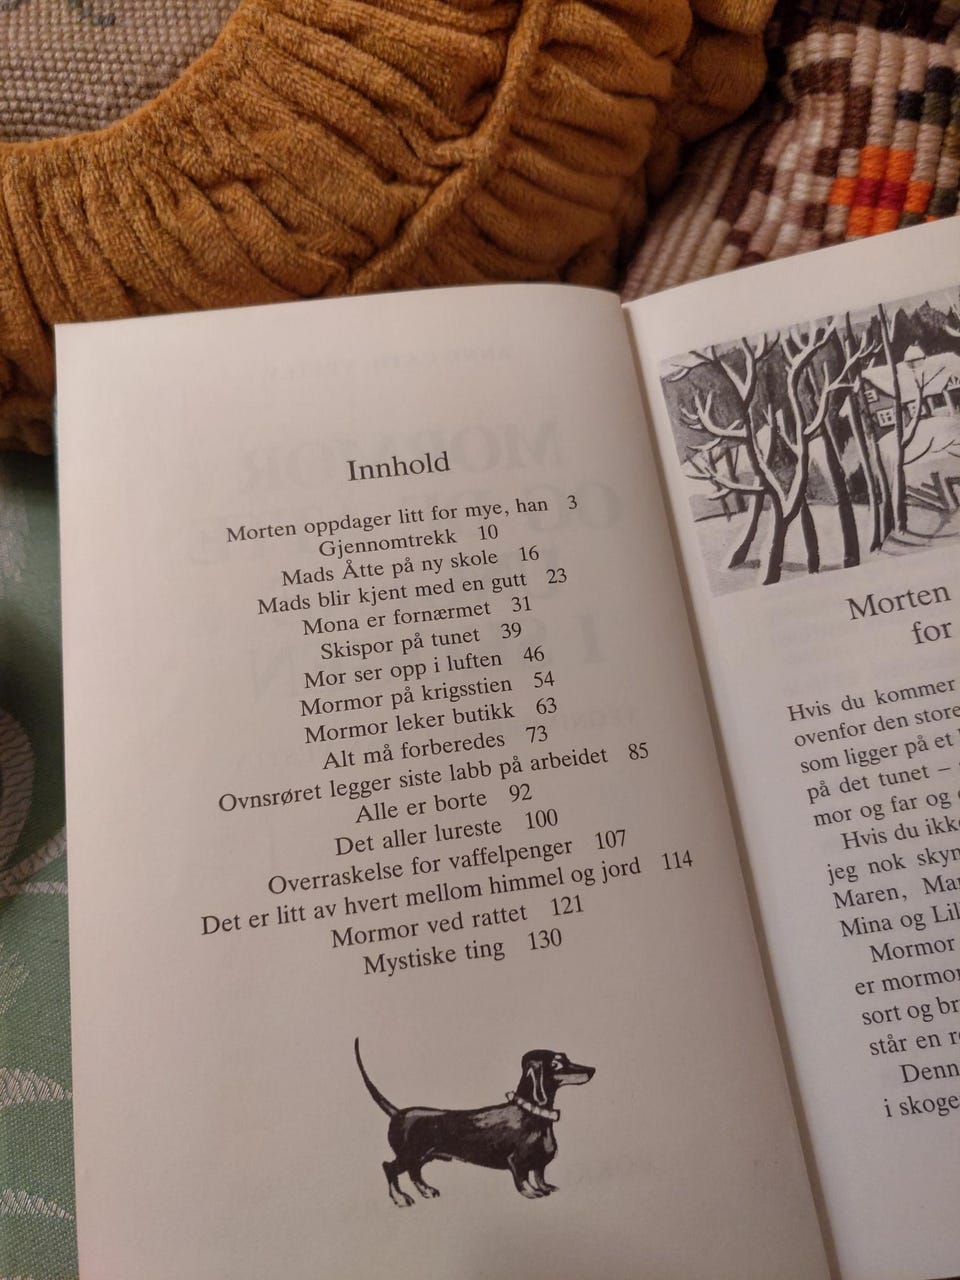 Innhold
Morten oppdager litt for mye, han 3
Gjennomtrekk 10
Mads Åtte på ny skole 16
Mads blir kjent med en gutt 23
Mona er fornærmet 31
Skispor på tunet 39
Mor ser opp i luften 46
Mormor på krigsstien 54
Mormor leker butikk 63
Alt må forberedes 73
Ovnsrøret legger siste labb på arbeidet 85
Alle er borte 92
Det aller lureste 100
Overraskelse for vaffelpenger 107
Det er litt av hvert mellom himmel og jord 114
Mormor ved rattet 121
Mystiske ting 130
Morten
for
Hvis du kommer
ovenfor den store
som ligger på et
på det tunet –
mor og far og
Hvis du ikke
jeg nok skyn
Maren, Mar
Mina og Lil
Mormor
er mormor
sort og br
står en r
Denn
i skoge